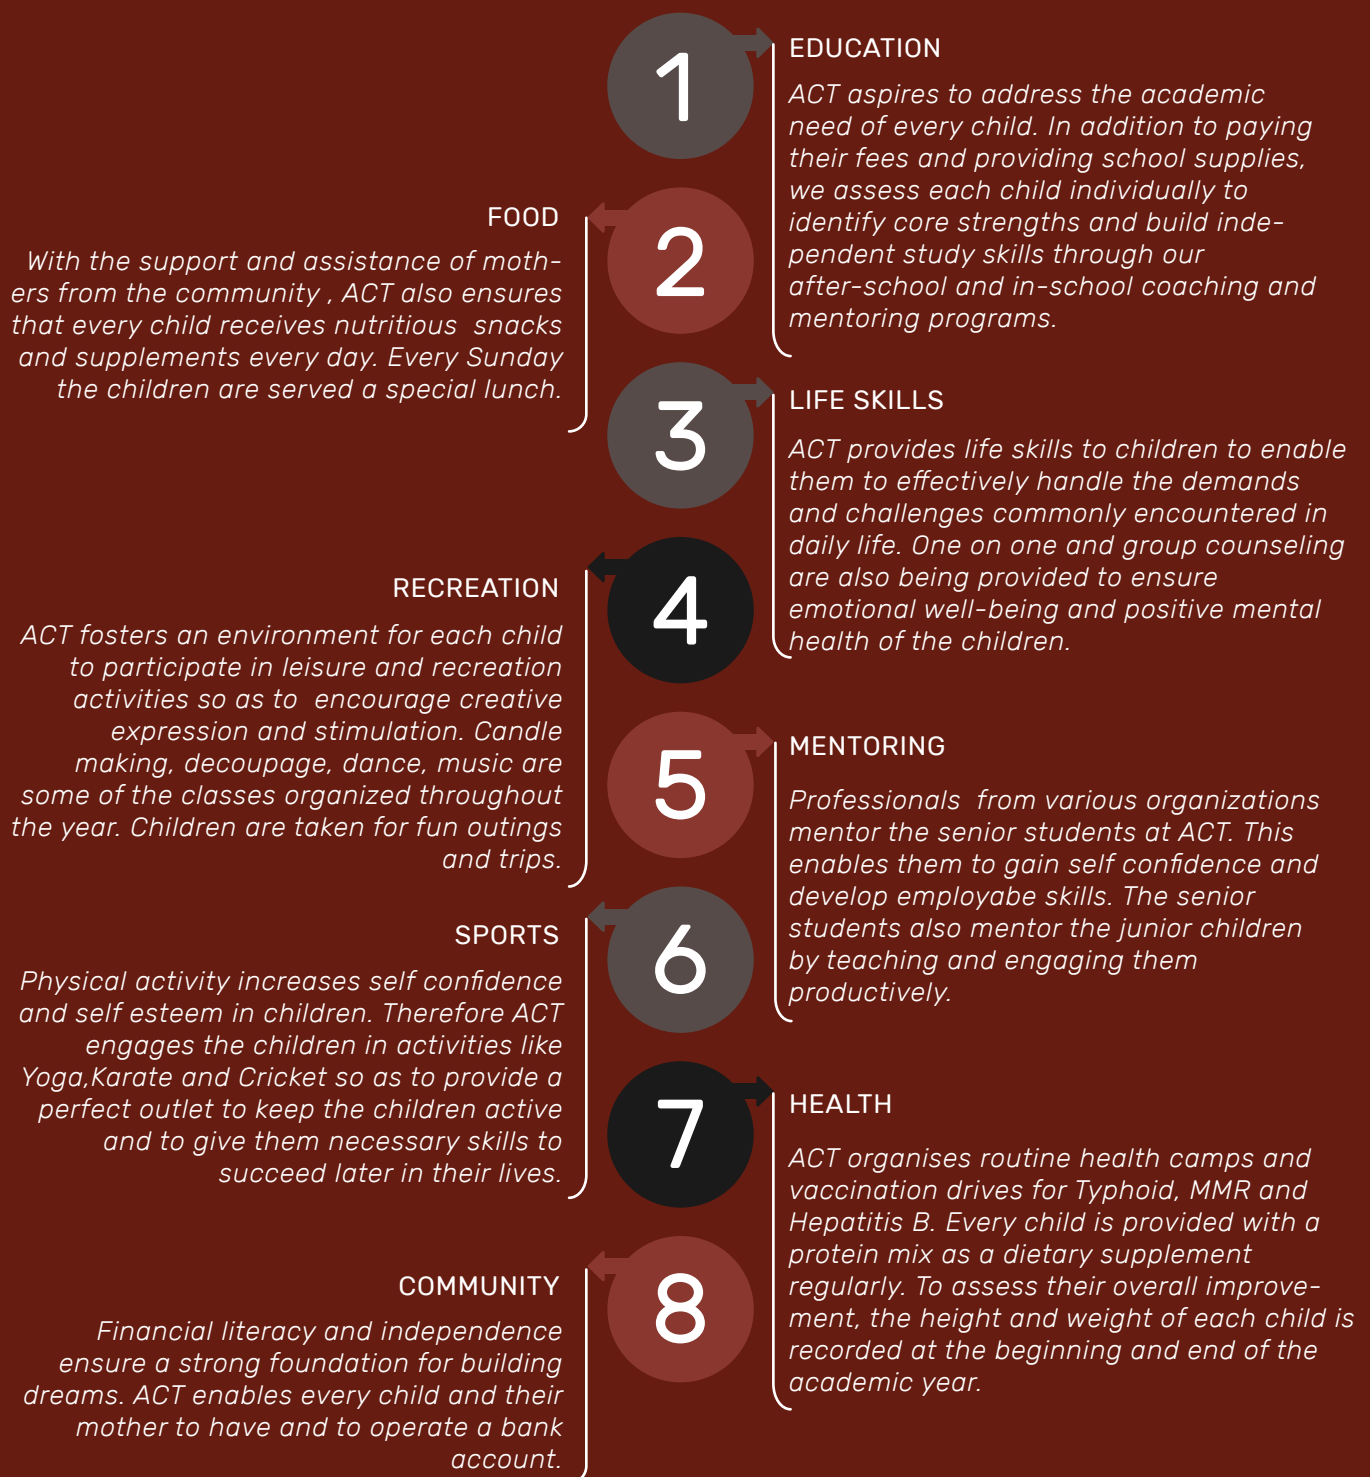 1
EDUCATION
ACT aspires to address the academic
need of every child. In addition to paying
their fees and providing school supplies,
we assess each child individually to
identify core strengths and build inde-
pendent study skills through our
after-school and in-school coaching and
mentoring programs.
2
FOOD
With the support and assistance of moth-
ers from the community , ACT also ensures
that every child receives nutritious  snacks
and supplements every day. Every Sunday
the children are served a special lunch.
3
LIFE SKILLS
ACT provides life skills to children to enable
them to effectively handle the demands
and challenges commonly encountered in
daily life. One on one and group counseling
are also being provided to ensure
emotional well-being and positive mental
health of the children.
4
RECREATION
ACT fosters an environment for each child
to participate in leisure and recreation
activities so as to  encourage creative
expression and stimulation. Candle
making, decoupage, dance, music are
some of the classes organized throughout
the year. Children are taken for fun outings
and trips.
5
MENTORING
Professionals  from various organizations
mentor the senior students at ACT. This
enables them to gain self confidence and
develop employabe skills. The senior
students also mentor the junior children
by teaching and engaging them
productively.
6
SPORTS
Physical activity increases self confidence
and self esteem in children. Therefore ACT
engages the children in activities like
Yoga,Karate and Cricket so as to provide a
perfect outlet to keep the children active
and to give them necessary skills to
succeed later in their lives.
7
HEALTH
ACT organises routine health camps and
vaccination drives for Typhoid, MMR and
Hepatitis B. Every child is provided with a
protein mix as a dietary supplement
regularly. To assess their overall improve-
ment, the height and weight of each child is
recorded at the beginning and end of the
academic year.
8
COMMUNITY
Financial literacy and independence
ensure a strong foundation for building
dreams. ACT enables every child and their
mother to have and to operate a bank
account.